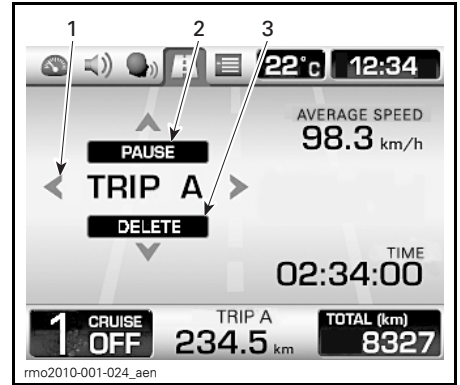 1 2 3
22°c 12:34
AVERAGE SPEED
98.3 km/h
PAUSE
TRIP A
DELETE
TIME
02:34:00
1 CRUISE OFF
TRIP A
234.5 km
TOTAL (km)
8327
rmo2010-001-024_aen